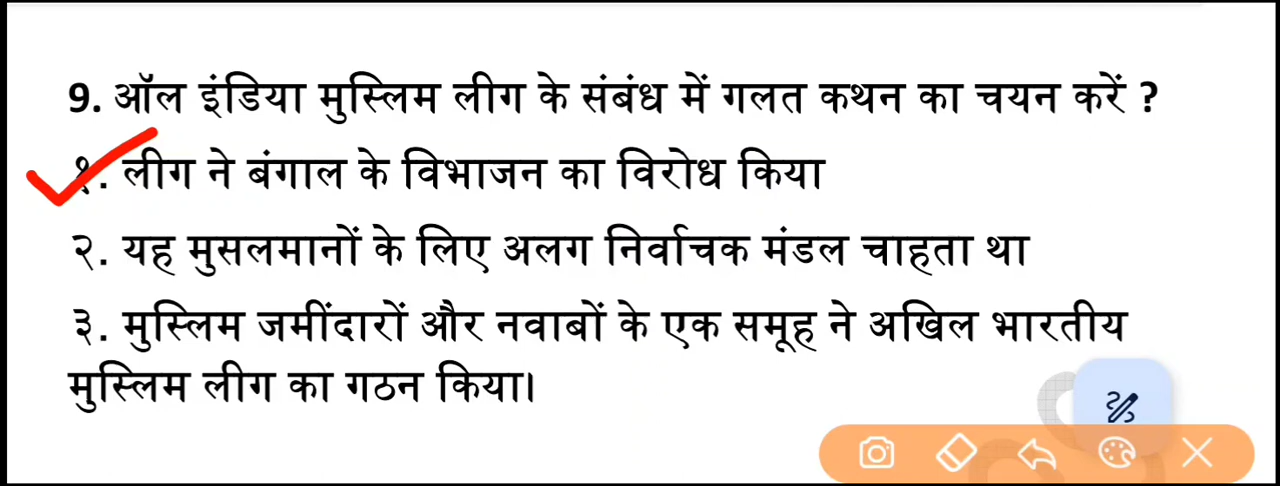 9. ऑल इंडिया मुस्लिम लीग के संबंध में गलत कथन का चयन करें ?
१. लीग ने बंगाल के विभाजन का विरोध किया
२. यह मुसलमानों के लिए अलग निर्वाचक मंडल चाहता था
३. मुस्लिम जमींदारों और नवाबों के एक समूह ने अखिल भारतीय
मुस्लिम लीग का गठन किया।